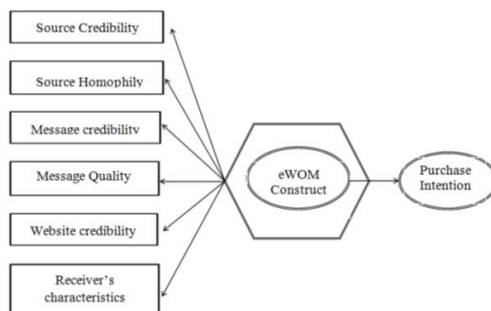 Source Credibility
Source Homophily
Message credibility
Message Quality
Website credibility
Receiver's
characteristics
eWOM
Construct
Purchase
Intention